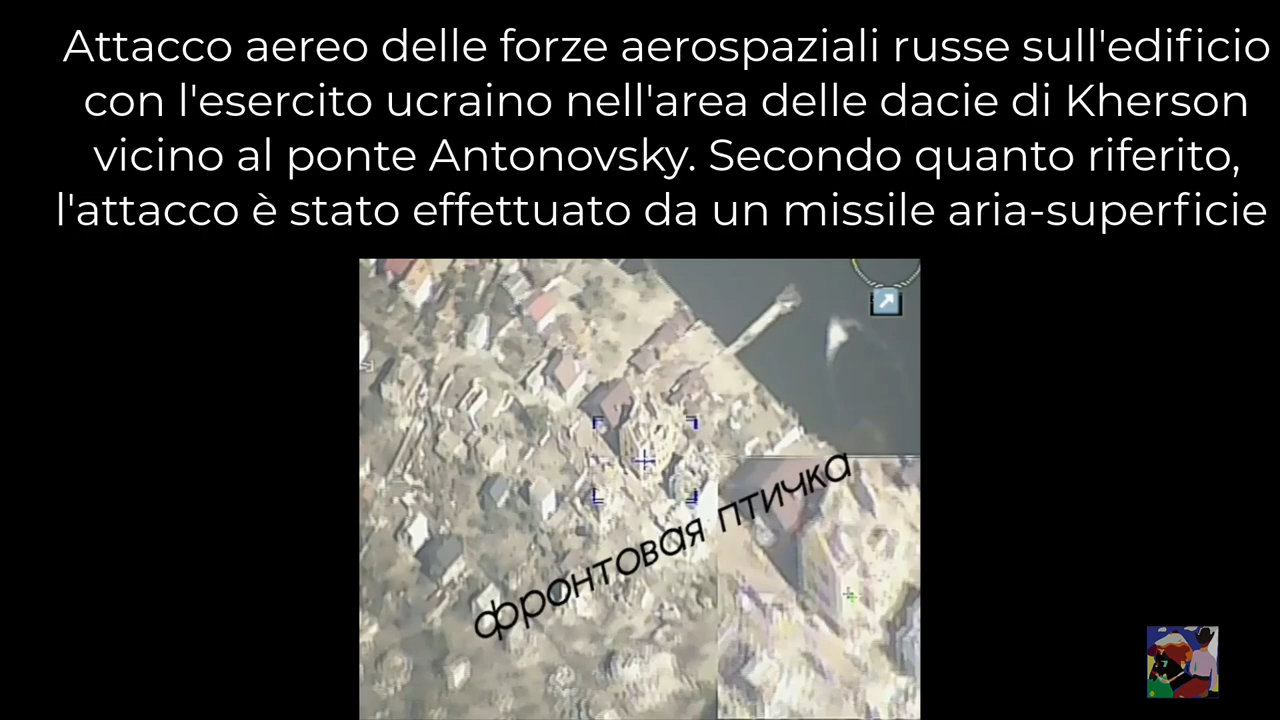 Attacco aereo delle forze aerospaziali russe sull'edificio
con l'esercito ucraino nell'area delle dacie di Kherson
vicino al ponte Antonovsky. Secondo quanto riferito,
l'attacco è stato effettuato da un missile aria-superficie
фронтовая птичка